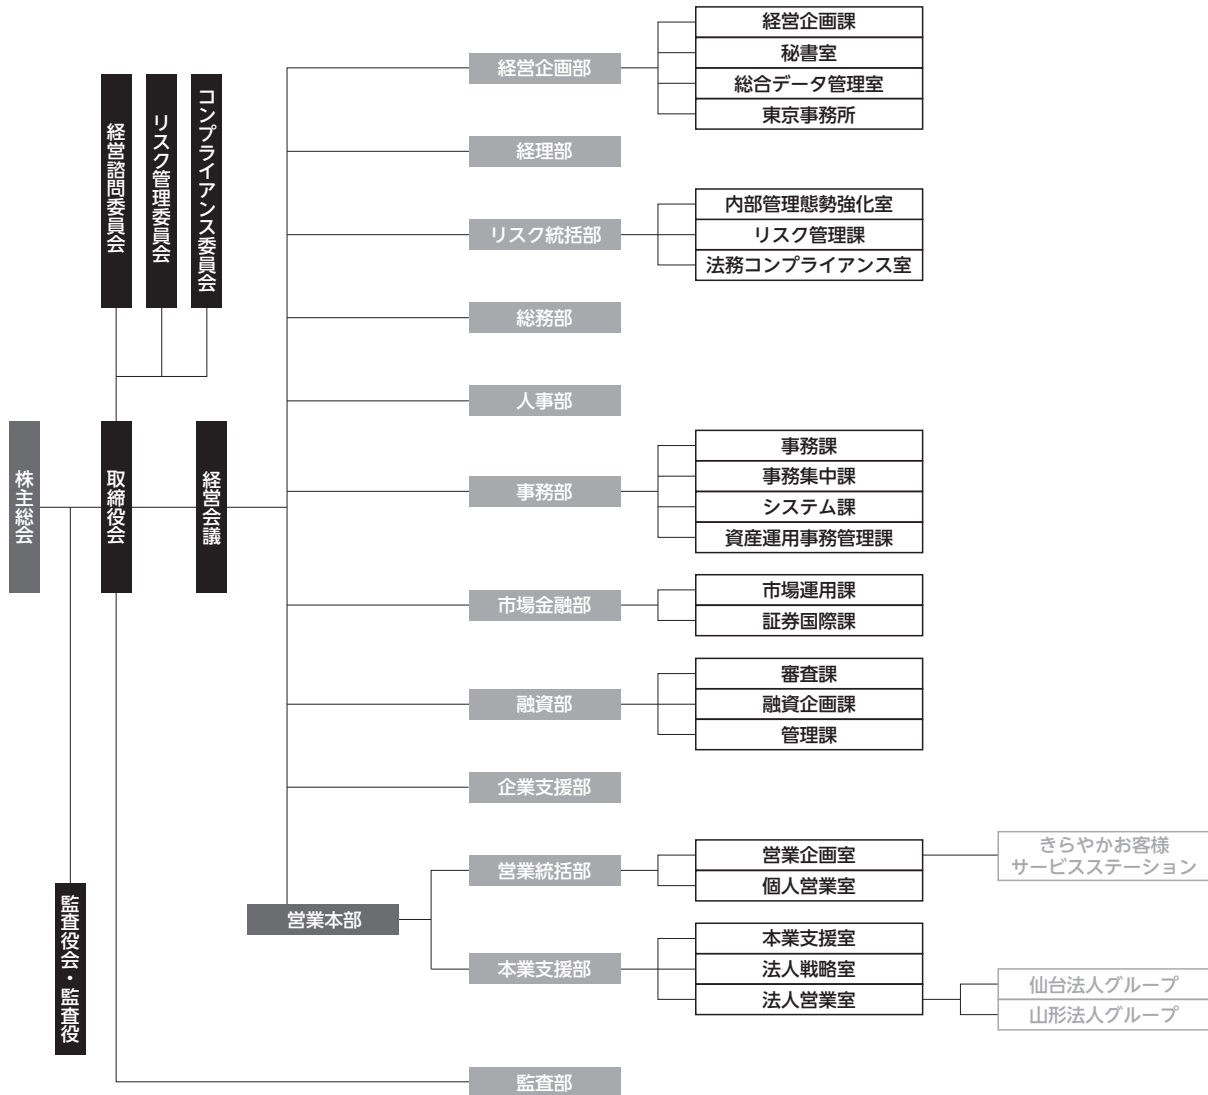 株主総会
監査役会・監査役
取締役会
経営諮問委員会
リスク管理委員会
コンプライアンス委員会
経営会議
経営企画部
経営企画課
秘書室
総合データ管理室
東京事務所
経理部
リスク統括部
内部管理態勢強化室
リスク管理課
法務コンプライアンス室
総務部
人事部
事務部
事務課
事務集中課
システム課
資産運用事務管理課
市場金融部
市場運用課
証券国際課
融資部
審査課
融資企画課
管理課
企業支援部
営業本部
営業統括部
営業企画室
きらやかお客様
サービスステーション
個人営業室
本業支援部
本業支援室
法人戦略室
法人営業室
仙台法人グループ
山形法人グループ
監査部